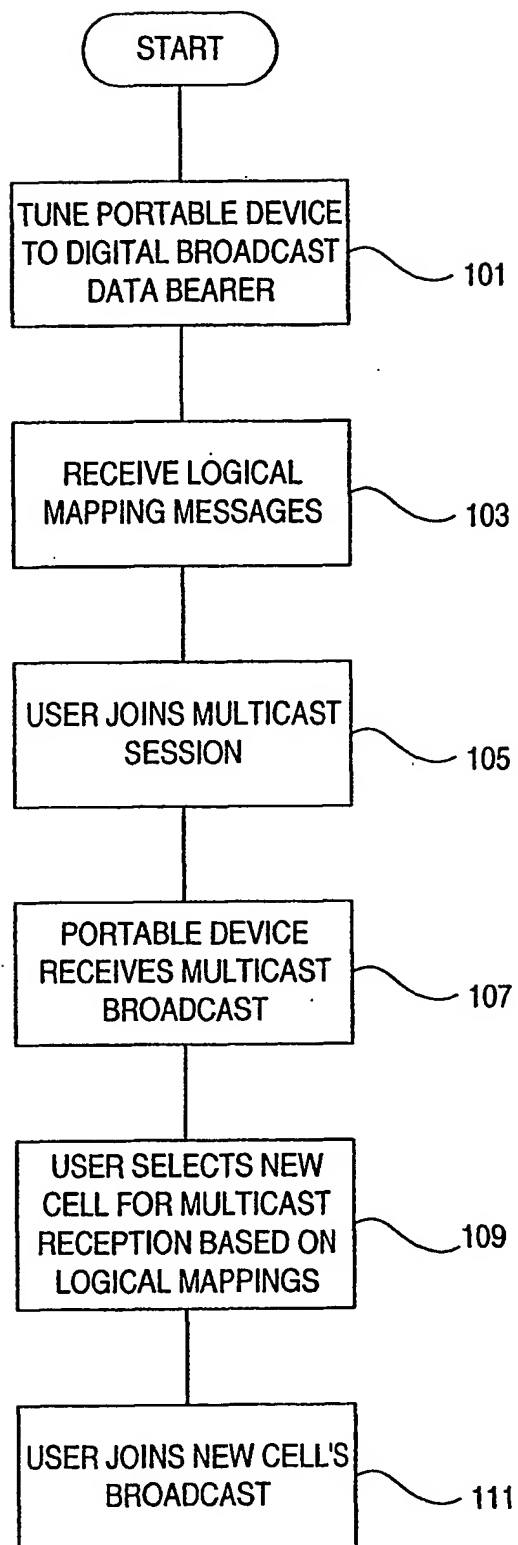 START
TUNE PORTABLE DEVICE
TO DIGITAL BROADCAST
DATA BEARER
101
RECEIVE LOGICAL
MAPPING MESSAGES
103
USER JOINS MULTICAST
SESSION
105
PORTABLE DEVICE
RECEIVES MULTICAST
BROADCAST
107
USER SELECTS NEW
CELL FOR MULTICAST
RECEPTION BASED ON
LOGICAL MAPPINGS
109
USER JOINS NEW CELL'S
BROADCAST
111